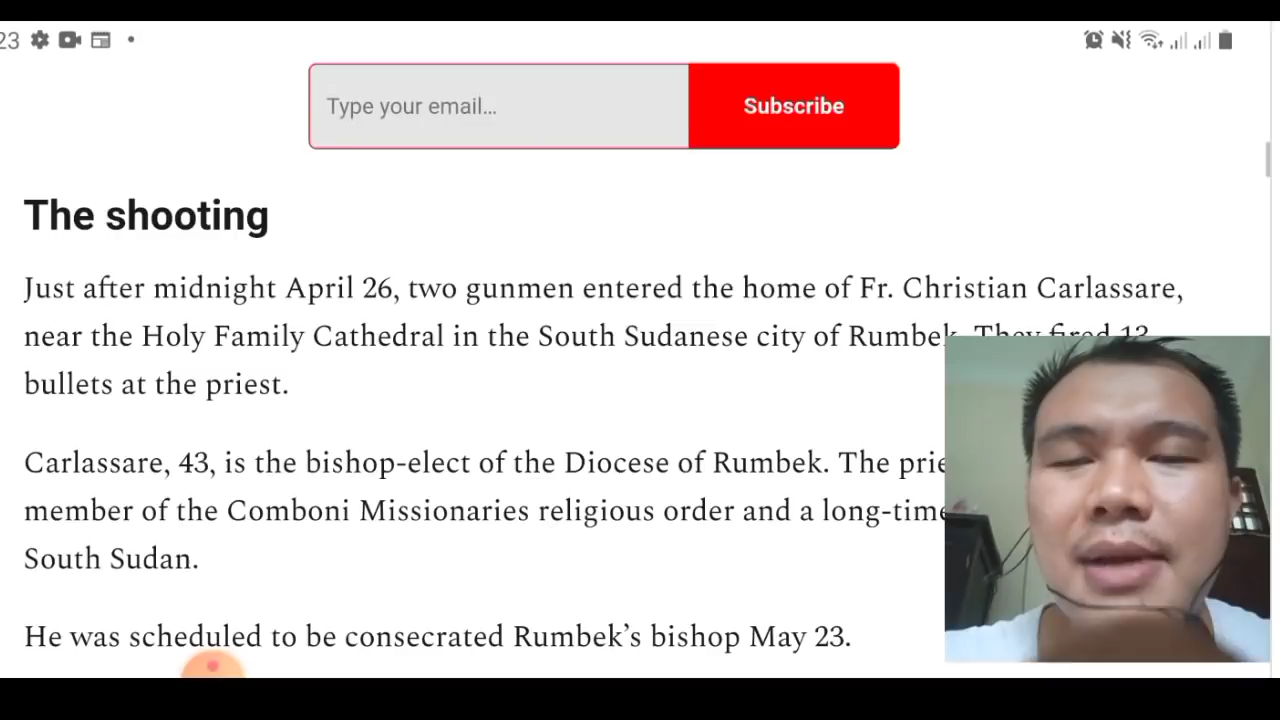 23
Type your email...
Subscribe
The shooting
Just after midnight April 26, two gunmen entered the home of Fr. Christian Carlassare,
near the Holy Family Cathedral in the South Sudanese city of Rumbek. They fired 13
bullets at the priest.
Carlassare, 43, is the bishop-elect of the Diocese of Rumbek. The
member of the Comboni Missionaries religious order and a
South Sudan.
He was scheduled to be consecrated Rumbek’s bishop May 23.